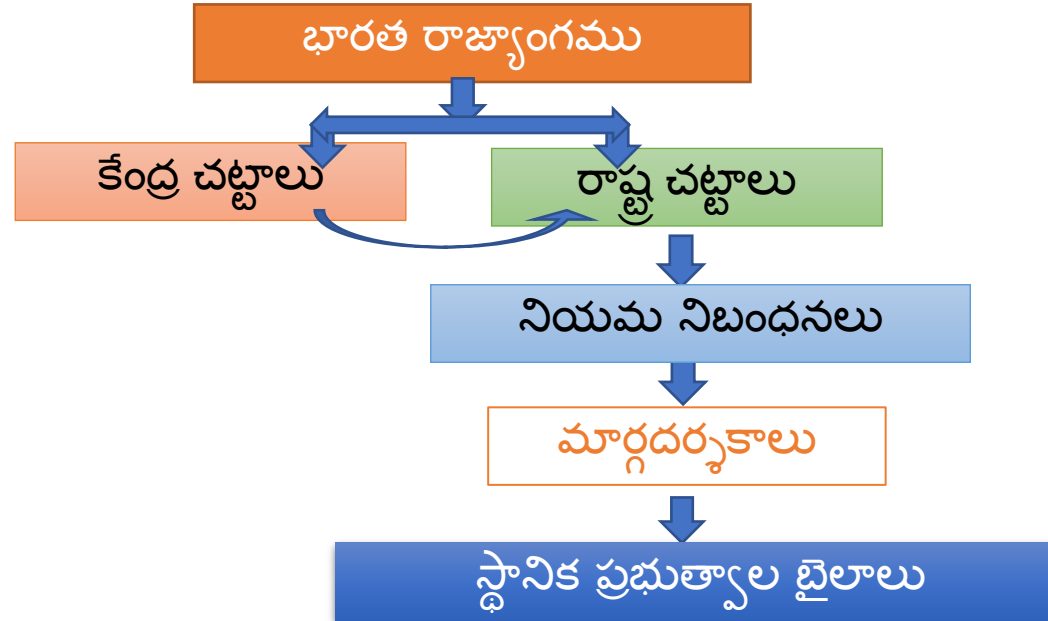 భారత రాజ్యాంగము
కేంద్ర చట్టాలు
రాష్ట్ర చట్టాలు
నియమ నిబంధనలు
మార్గదర్శకాలు
స్థానిక ప్రభుత్వాల బైలాలు